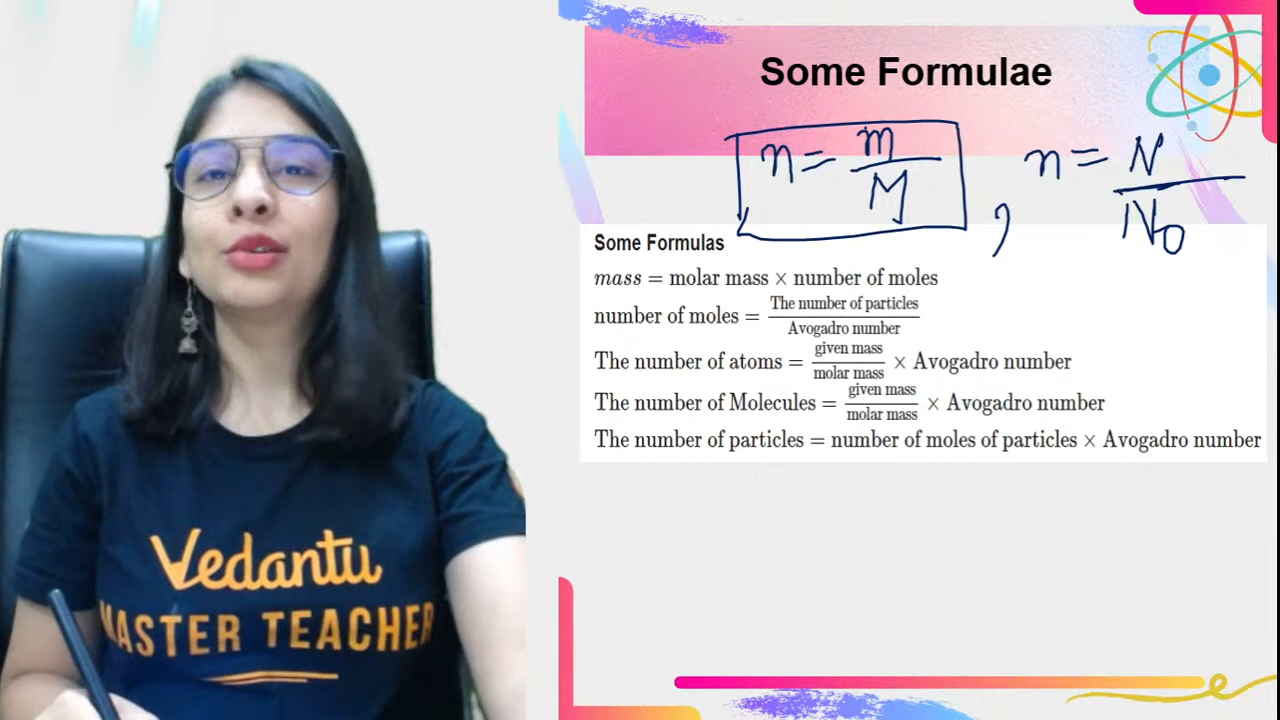 Some Formulae
n = m/M , n = N/N₀
Some Formulas
mass = molar mass × number of moles
number of moles = The number of particles / Avogadro number
The number of atoms = given mass / molar mass × Avogadro number
The number of Molecules = given mass / molar mass × Avogadro number
The number of particles = number of moles of particles × Avogadro number
Vedantu
MASTER TEACHER